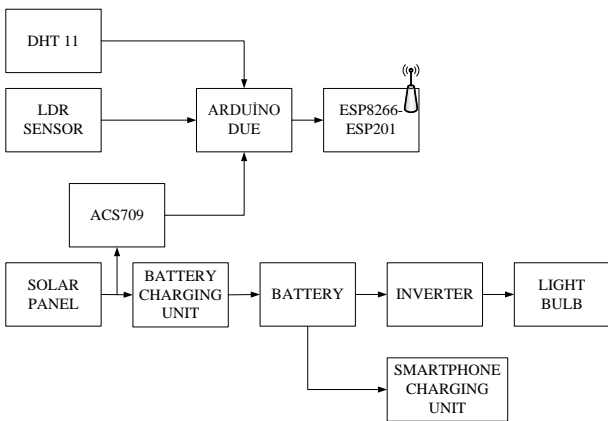 DHT 11
LDR
SENSOR
ARDUİNO
DUE
ESP8266-
ESP201
ACS709
SOLAR
PANEL
BATTERY
CHARGING
UNIT
BATTERY
INVERTER
LIGHT
BULB
SMARTPHONE
CHARGING
UNIT